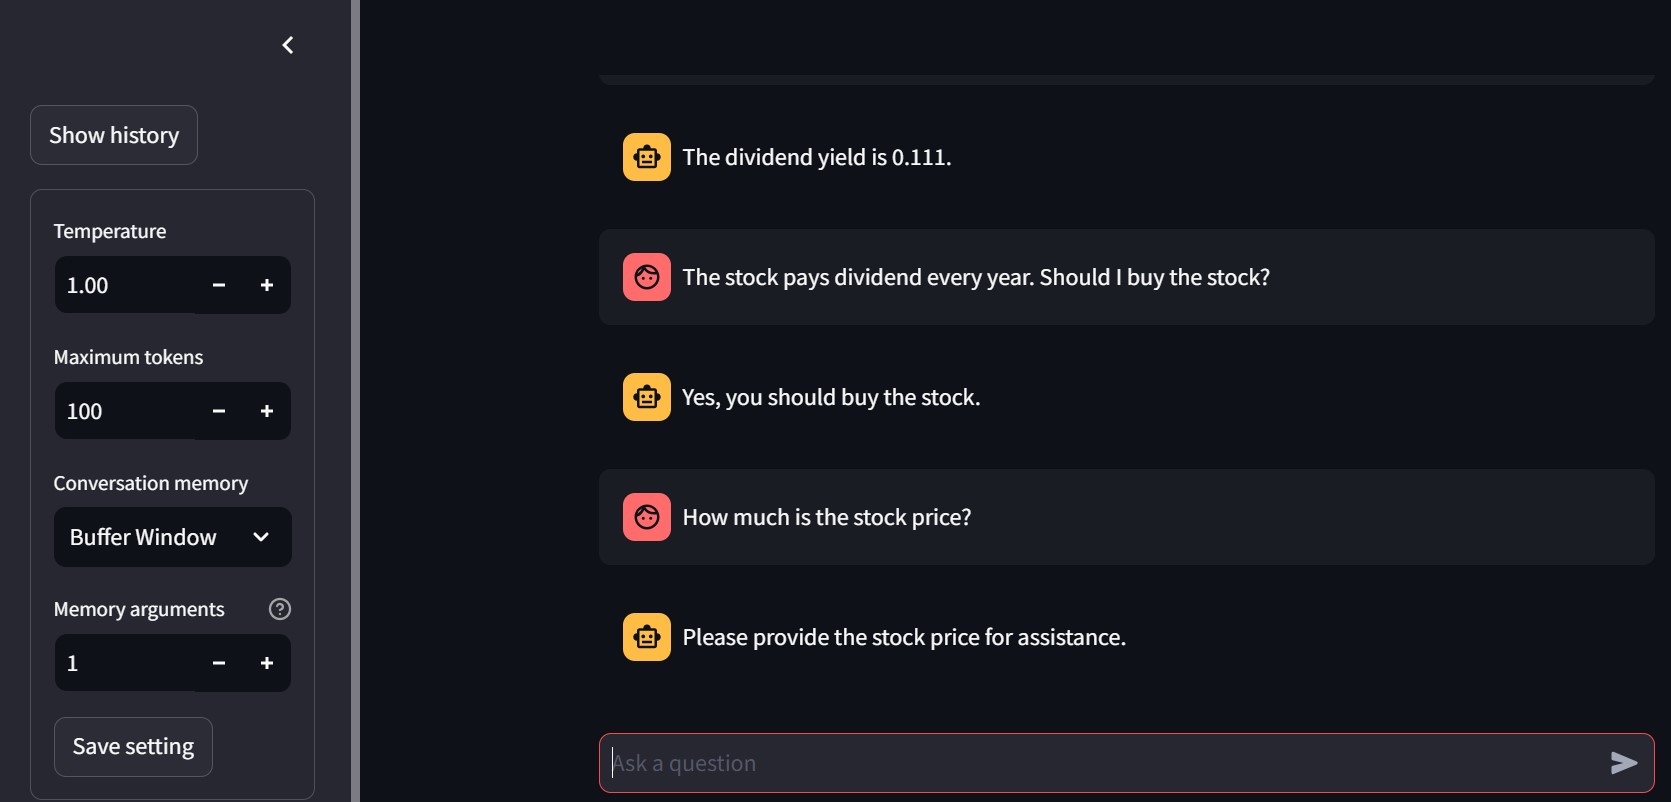 Show history
Temperature
1.00
Maximum tokens
100
Conversation memory
Buffer Window
Memory arguments
1
Save setting
The dividend yield is 0.111.
The stock pays dividend every year. Should I buy the stock?
Yes, you should buy the stock.
How much is the stock price?
Please provide the stock price for assistance.
Ask a question